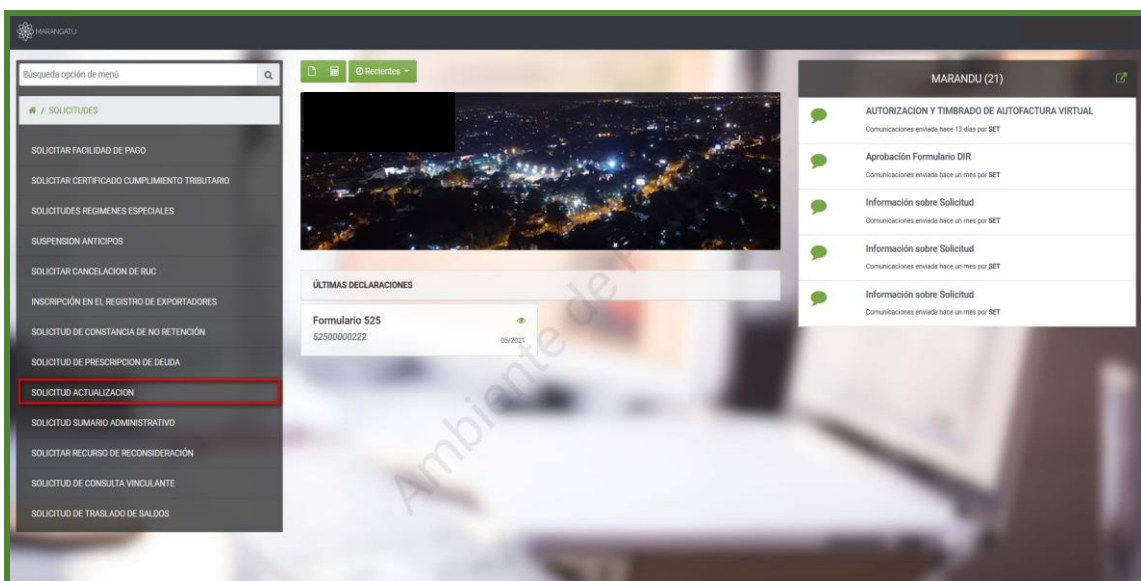 MARANGATU
Búsqueda opción de menú
/ SOLICITUDES
SOLICITAR FACILIDAD DE PAGO
SOLICITAR CERTIFICADO CUMPLIMIENTO TRIBUTARIO
SOLICITUDES REGIMENES ESPECIALES
SUSPENSION ANTICIPOS
SOLICITAR CANCELACION DE RUC
INSCRIPCIÓN EN EL REGISTRO DE EXPORTADORES
SOLICITUD DE CONSTANCIA DE NO RETENCIÓN
SOLICITUD DE PRESCRIPCION DE DEUDA
SOLICITUD ACTUALIZACION
SOLICITUD SUMARIO ADMINISTRATIVO
SOLICITAR RECURSO DE RECONSIDERACIÓN
SOLICITUD DE CONSULTA VINCULANTE
SOLICITUD DE TRASLADO DE SALDOS
Recientes
ÚLTIMAS DECLARACIONES
Formulario 525
52500000222
05/2021
Ambiente de
MARANDU (21)
AUTORIZACION Y TIMBRADO DE AUTOFACTURA VIRTUAL
Comunicaciones enviada hace 13 días por SET
Aprobación Formulario DIR
Comunicaciones enviada hace un mes por SET
Información sobre Solicitud
Comunicaciones enviada hace un mes por SET
Información sobre Solicitud
Comunicaciones enviada hace un mes por SET
Información sobre Solicitud
Comunicaciones enviada hace un mes por SET